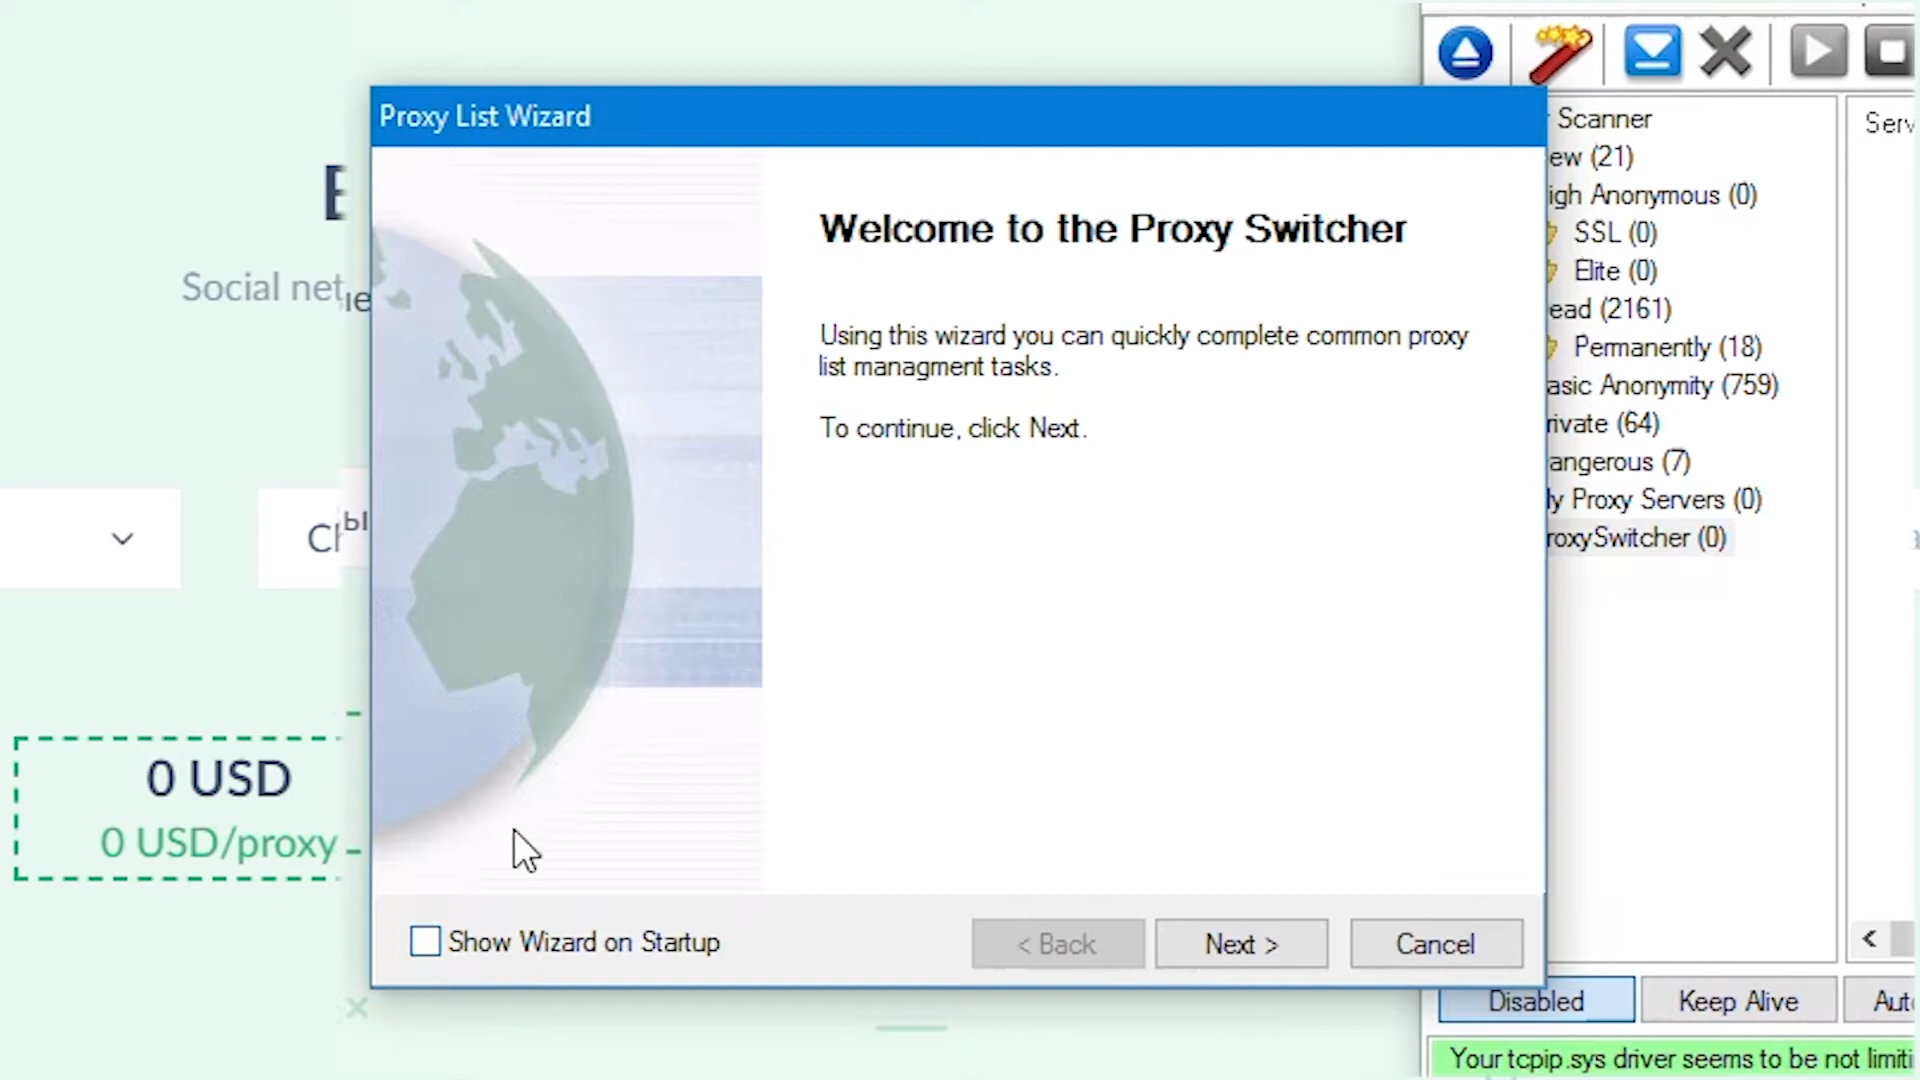 Proxy List Wizard
Welcome to the Proxy Switcher
Using this wizard you can quickly complete common proxy
list managment tasks.
To continue, click Next.
Show Wizard on Startup
< Back
Next >
Cancel
Social net
0 USD
0 USD/proxy
Scanner
ew (21)
igh Anonymous (0)
SSL (0)
Elite (0)
ead (2161)
Permanently (18)
asic Anonymity (759)
rivate (64)
angerous (7)
ly Proxy Servers (0)
roxySwitcher (0)
Serv
Disabled
Keep Alive
Aut
Your tcpip.sys driver seems to be not limiti